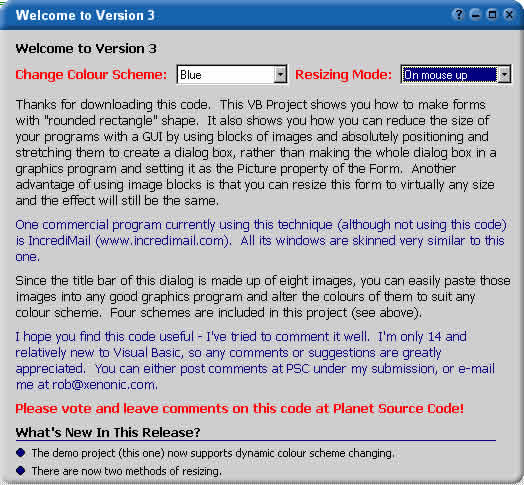 Welcome to Version 3
Welcome to Version 3
Change Colour Scheme: Blue Resizing Mode: On mouse up
Thanks for downloading this code. This VB Project shows you how to make forms
with "rounded rectangle" shape. It also shows you how you can reduce the size of
your programs with a GUI by using blocks of images and absolutely positioning and
stretching them to create a dialog box, rather than making the whole dialog box in a
graphics program and setting it as the Picture property of the Form. Another
advantage of using image blocks is that you can resize this form to virtually any size
and the effect will still be the same.
One commercial program currently using this technique (although not using this code)
is IncrediMail (www.incredimail.com). All its windows are skinned very similar to this
one.
Since the title bar of this dialog is made up of eight images, you can easily paste those
images into any good graphics program and alter the colours of them to suit any
colour scheme. Four schemes are included in this project (see above).
I hope you find this code useful - I've tried to comment it well. I'm only 14 and
relatively new to Visual Basic, so any comments or suggestions are greatly
appreciated. You can either post comments at PSC under my submission, or e-mail
me at rob@xenonic.com.
Please vote and leave comments on this code at Planet Source Code!
What's New In This Release?
The demo project (this one) now supports dynamic colour scheme changing.
There are now two methods of resizing.